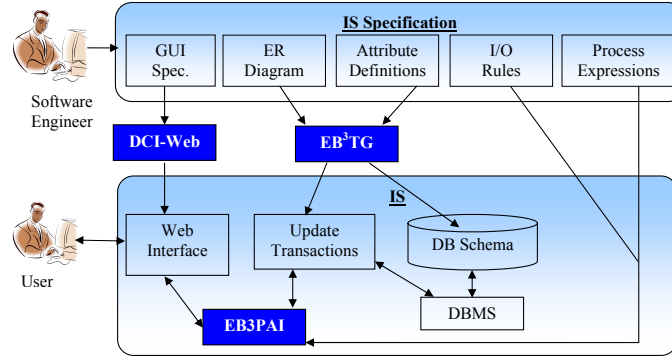 IS Specification
GUI
Spec.
ER
Diagram
Attribute
Definitions
I/O
Rules
Process
Expressions
Software
Engineer
DCI-Web
EB³TG
IS
Web
Interface
Update
Transactions
DB Schema
User
EB3PAI
DBMS